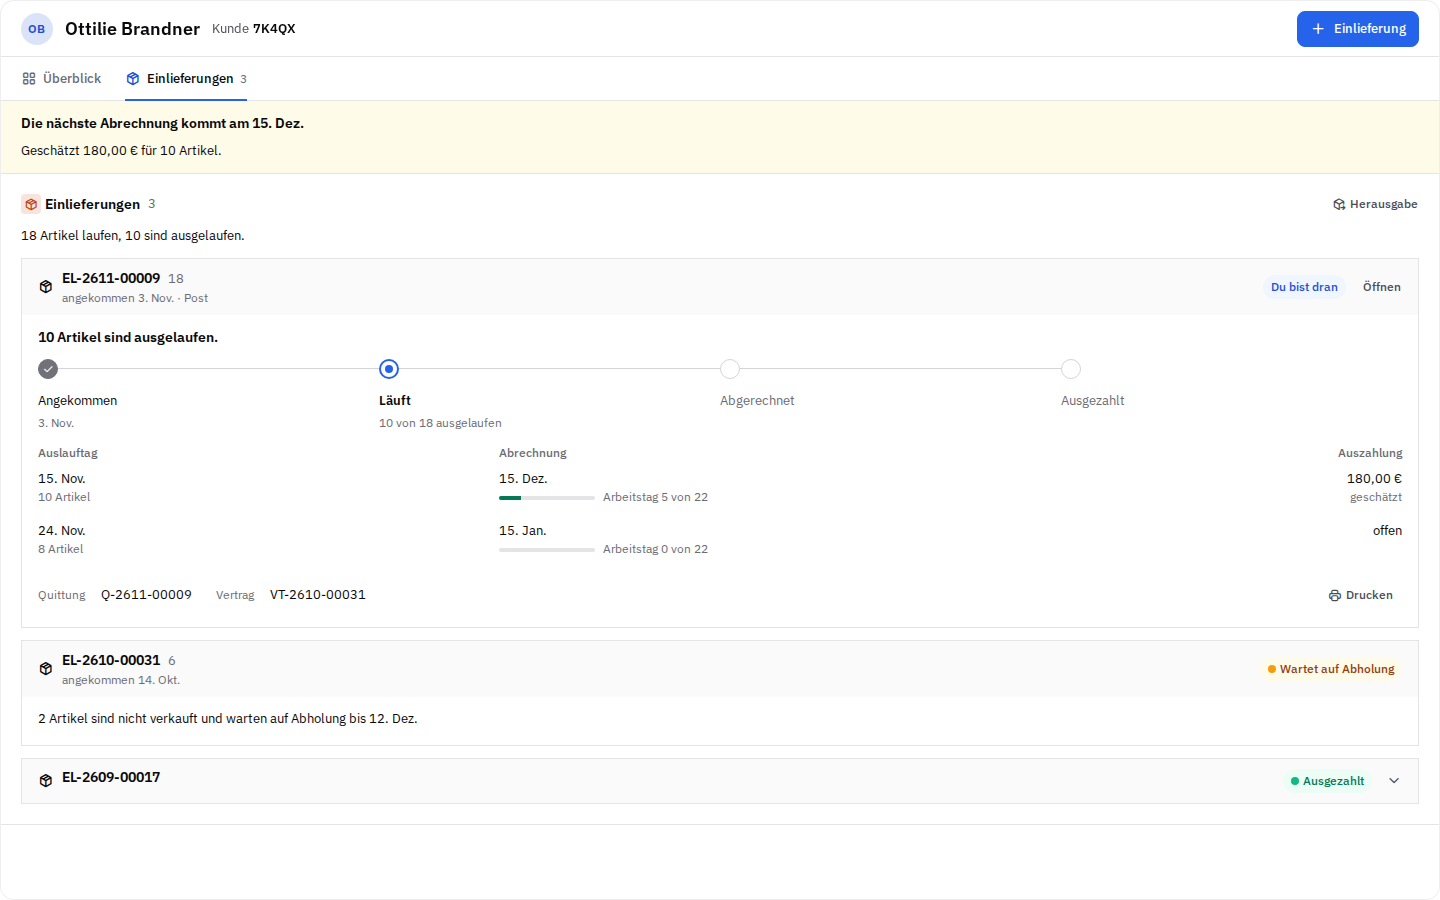 OB Ottilie Brandner Kunde 7K4QX Einlieferung
Überblick Einlieferungen 3
Die nächste Abrechnung kommt am 15. Dez.
Geschätzt 180,00 € für 10 Artikel.
Einlieferungen 3 Herausgabe
18 Artikel laufen, 10 sind ausgelaufen.
EL-2611-00009 18
angekommen 3. Nov. · Post
Du bist dran Öffnen
10 Artikel sind ausgelaufen.
Angekommen Läuft Abgerechnet Ausgezahlt
3. Nov. 10 von 18 ausgelaufen
Auslauftag Abrechnung Auszahlung
15. Nov. 15. Dez. 180,00 €
10 Artikel Arbeitstag 5 von 22 geschätzt
24. Nov. 15. Jan. offen
8 Artikel Arbeitstag 0 von 22
Quittung Q-2611-00009 Vertrag VT-2610-00031 Drucken
EL-2610-00031 6
angekommen 14. Okt.
Wartet auf Abholung
2 Artikel sind nicht verkauft und warten auf Abholung bis 12. Dez.
EL-2609-00017 Ausgezahlt